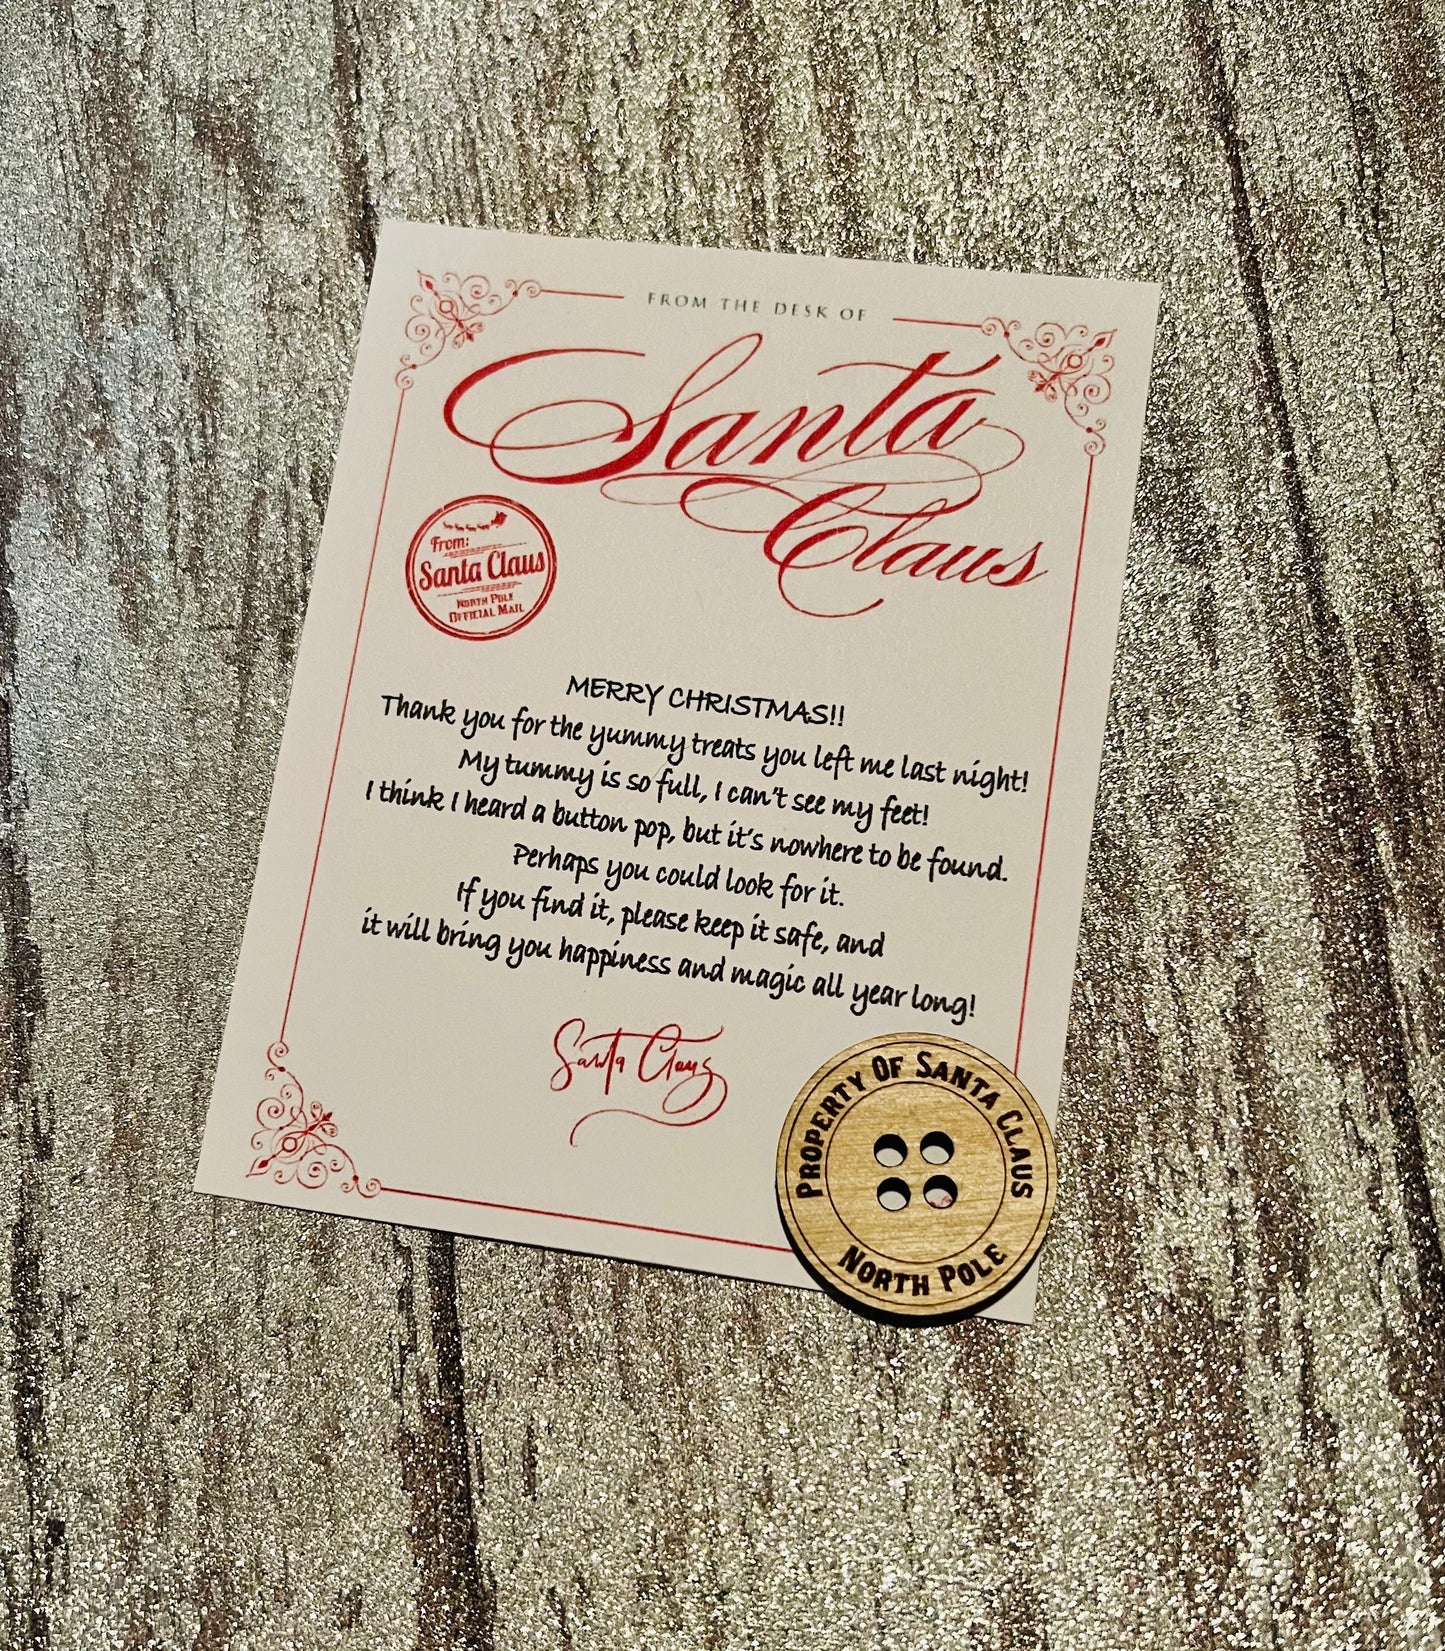 FROM THE DESK OF
Santa
Claus
From:
Santa Claus
NORTH POLE
OFFICIAL MAIL
MERRY CHRISTMAS!!
Thank you for the yummy treats you left me last night!
My tummy is so full, I can't see my feet!
I think I heard a button pop, but it's nowhere to be found.
Perhaps you could look for it.
If you find it, please keep it safe, and
it will bring you happiness and magic all year long!
Santa Claus
PROPERTY OF SANTA CLAUS
NORTH POLE